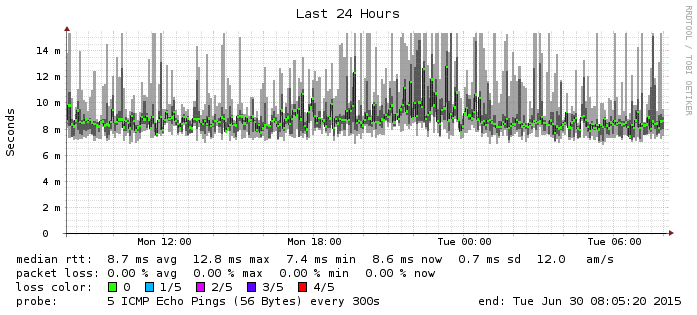 Last 24 Hours
RRDTOOL / TOBI OETIKER
Seconds
14 m
12 m
10 m
8 m
6 m
4 m
2 m
0
Mon 12:00 Mon 18:00 Tue 00:00 Tue 06:00
median rtt: 8.7 ms avg 12.8 ms max 7.4 ms min 8.6 ms now 0.7 ms sd 12.0 am/s
packet loss: 0.00 % avg 0.00 % max 0.00 % min 0.00 % now
loss color: 0 1/5 2/5 3/5 4/5
probe: 5 ICMP Echo Pings (56 Bytes) every 300s end: Tue Jun 30 08:05:20 2015